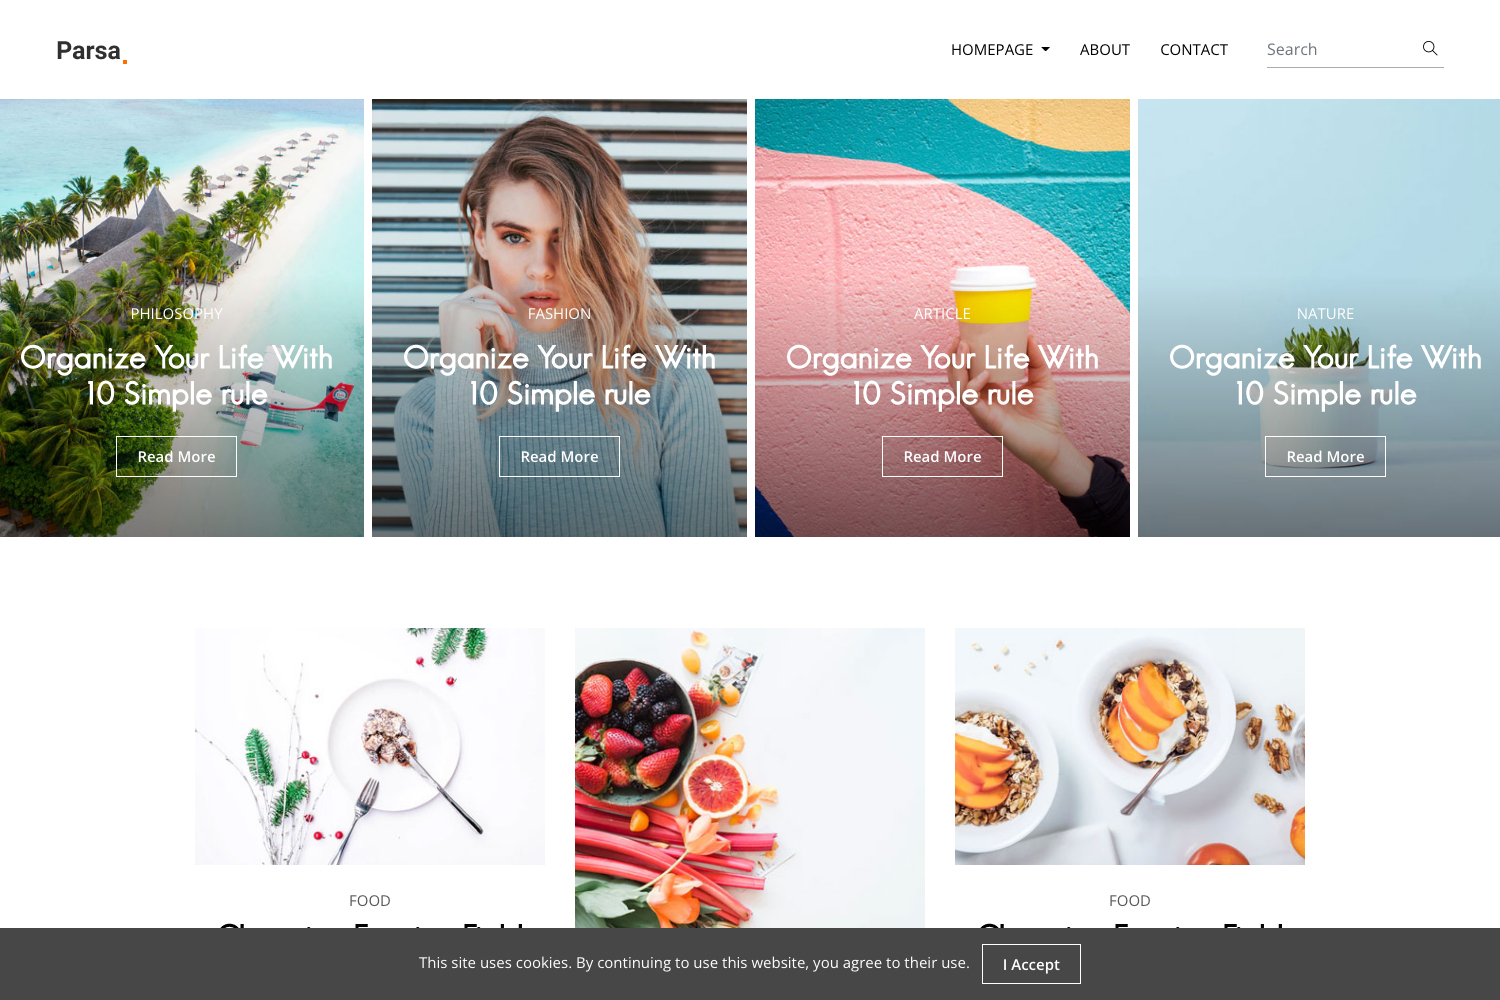 Parsa.
HOMEPAGE
ABOUT
CONTACT
Search
PHILOSOPHY
Organize Your Life With
10 Simple rule
Read More
FASHION
Organize Your Life With
10 Simple rule
Read More
ARTICLE
Organize Your Life With
10 Simple rule
Read More
NATURE
Organize Your Life With
10 Simple rule
Read More
FOOD
FOOD
This site uses cookies. By continuing to use this website, you agree to their use.
I Accept